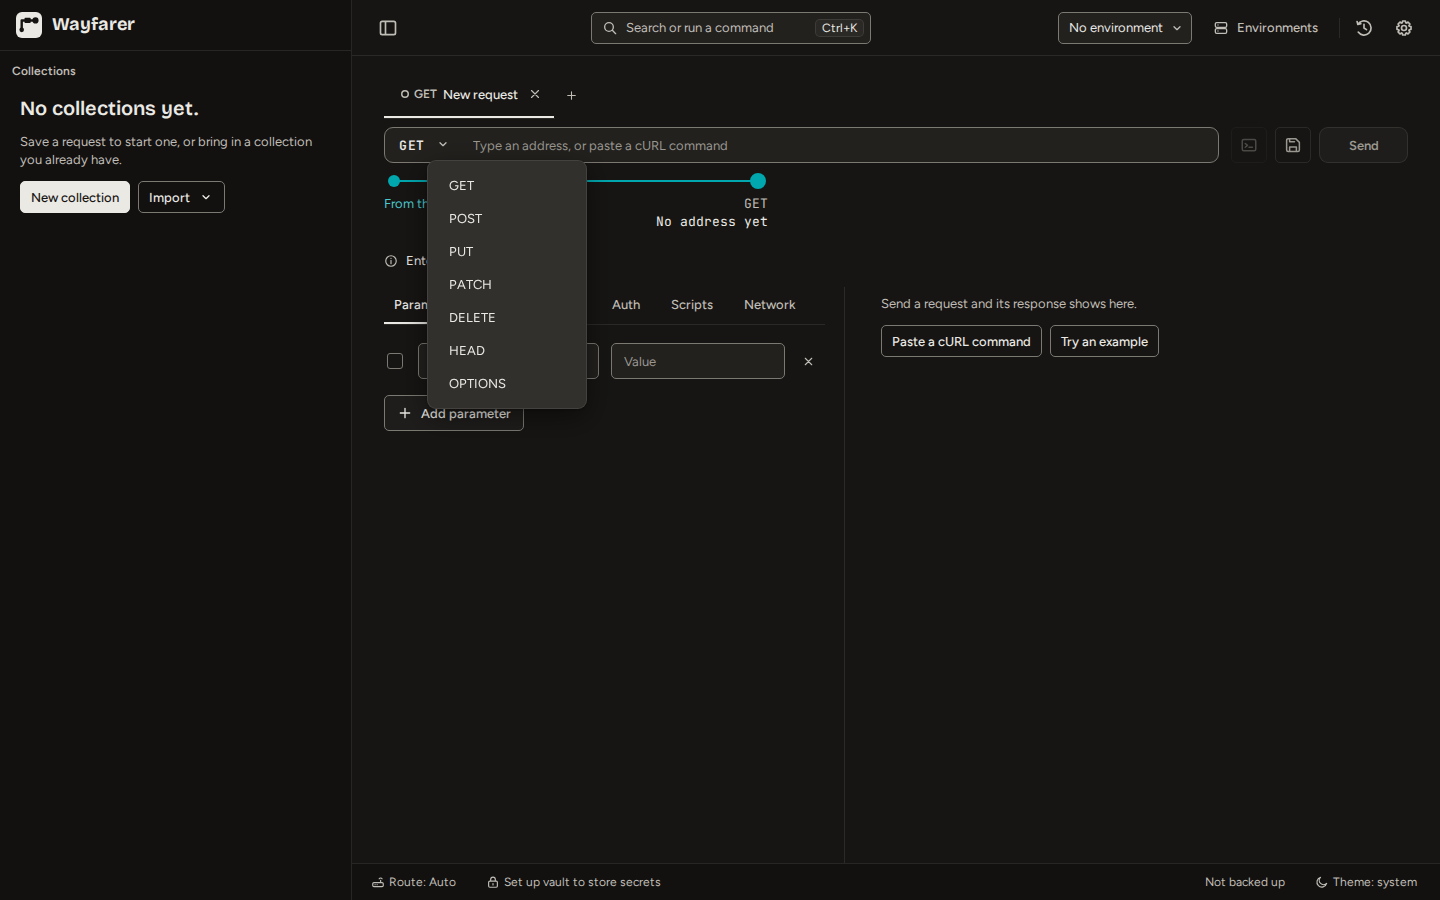 Wayfarer
Search or run a command
Ctrl+K
No environment
Environments
Collections
No collections yet.
Save a request to start one, or bring in a collection
you already have.
New collection
Import
GET New request
GET
Type an address, or paste a cURL command
Send
GET
POST
PUT
PATCH
DELETE
HEAD
OPTIONS
From
GET
No address yet
Auth
Scripts
Network
Value
Add parameter
Send a request and its response shows here.
Paste a cURL command
Try an example
Route: Auto
Set up vault to store secrets
Not backed up
Theme: system